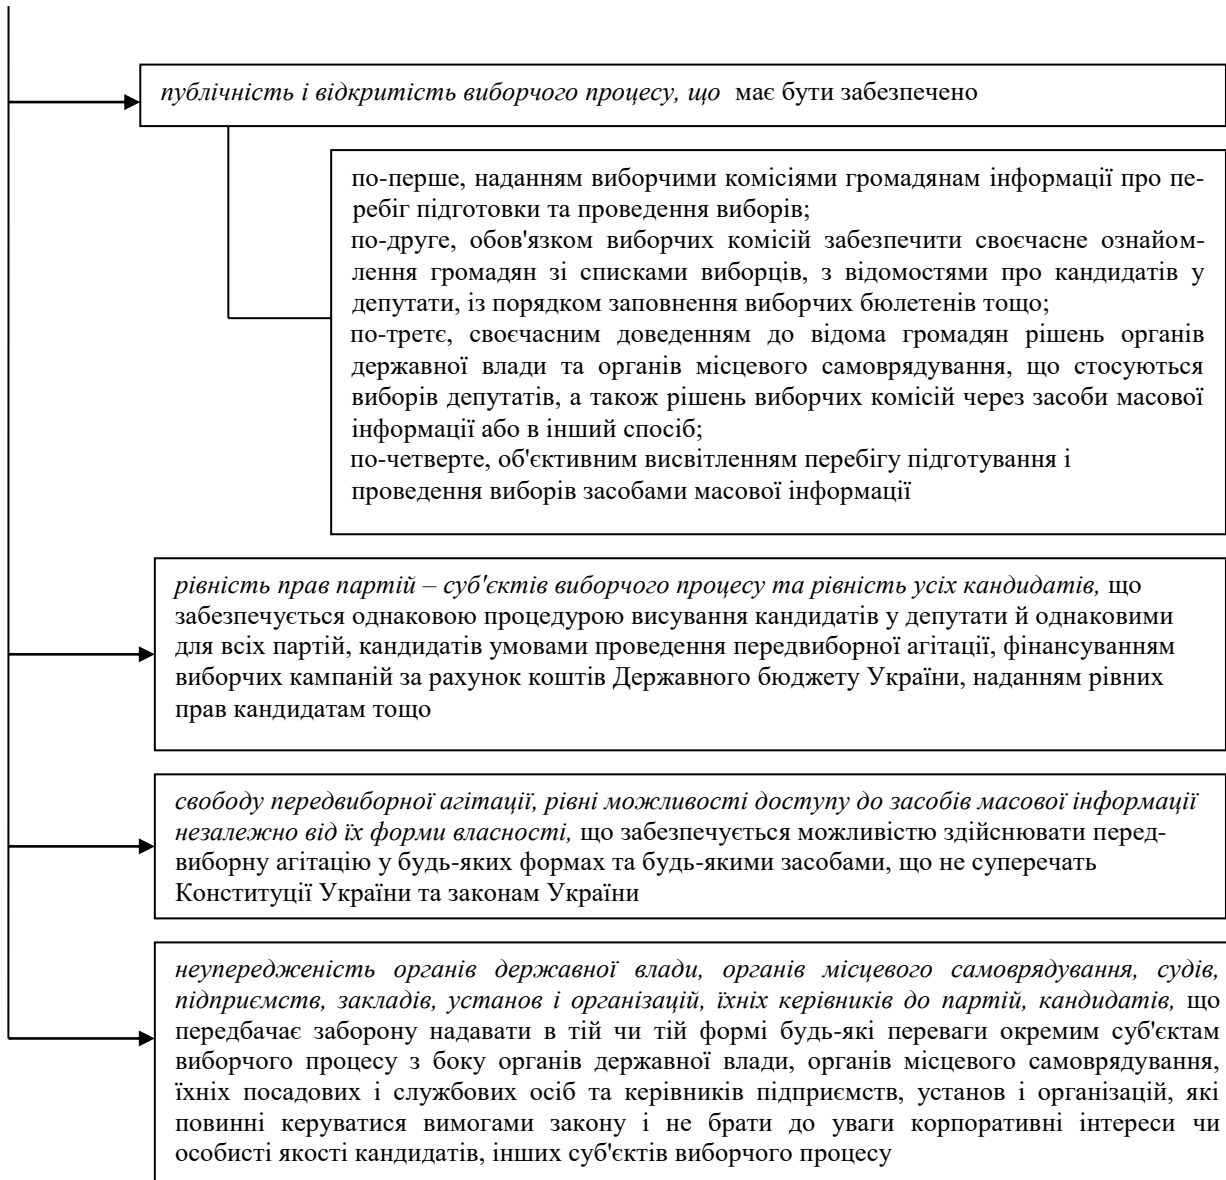 публічність і відкритість виборчого процесу, що має бути забезпечено
по-перше, наданням виборчими комісіями громадянам інформації про пе-
ребіг підготовки та проведення виборів;
по-друге, обов'язком виборчих комісій забезпечити своєчасне ознайом-
лення громадян зі списками виборців, з відомостями про кандидатів у
депутати, із порядком заповнення виборчих бюлетенів тощо;
по-третє, своєчасним доведенням до відома громадян рішень органів
державної влади та органів місцевого самоврядування, що стосуються
виборів депутатів, а також рішень виборчих комісій через засоби масової
інформації або в інший спосіб;
по-четверте, об'єктивним висвітленням перебігу підготування і
проведення виборів засобами масової інформації
рівність прав партій – суб'єктів виборчого процесу та рівність усіх кандидатів, що
забезпечується однаковою процедурою висування кандидатів у депутати й однаковими
для всіх партій, кандидатів умовами проведення передвиборної агітації, фінансуванням
виборчих кампаній за рахунок коштів Державного бюджету України, наданням рівних
прав кандидатам тощо
свободу передвиборної агітації, рівні можливості доступу до засобів масової інформації
незалежно від їх форми власності, що забезпечується можливістю здійснювати перед-
виборну агітацію у будь-яких формах та будь-якими засобами, що не суперечать
Конституції України та законам України
неупередженість органів державної влади, органів місцевого самоврядування, судів,
підприємств, закладів, установ і організацій, їхніх керівників до партій, кандидатів, що
передбачає заборону надавати в тій чи тій формі будь-які переваги окремим суб'єктам
виборчого процесу з боку органів державної влади, органів місцевого самоврядування,
їхніх посадових і службових осіб та керівників підприємств, установ і організацій, які
повинні керуватися вимогами закону і не брати до уваги корпоративні інтереси чи
особисті якості кандидатів, інших суб'єктів виборчого процесу